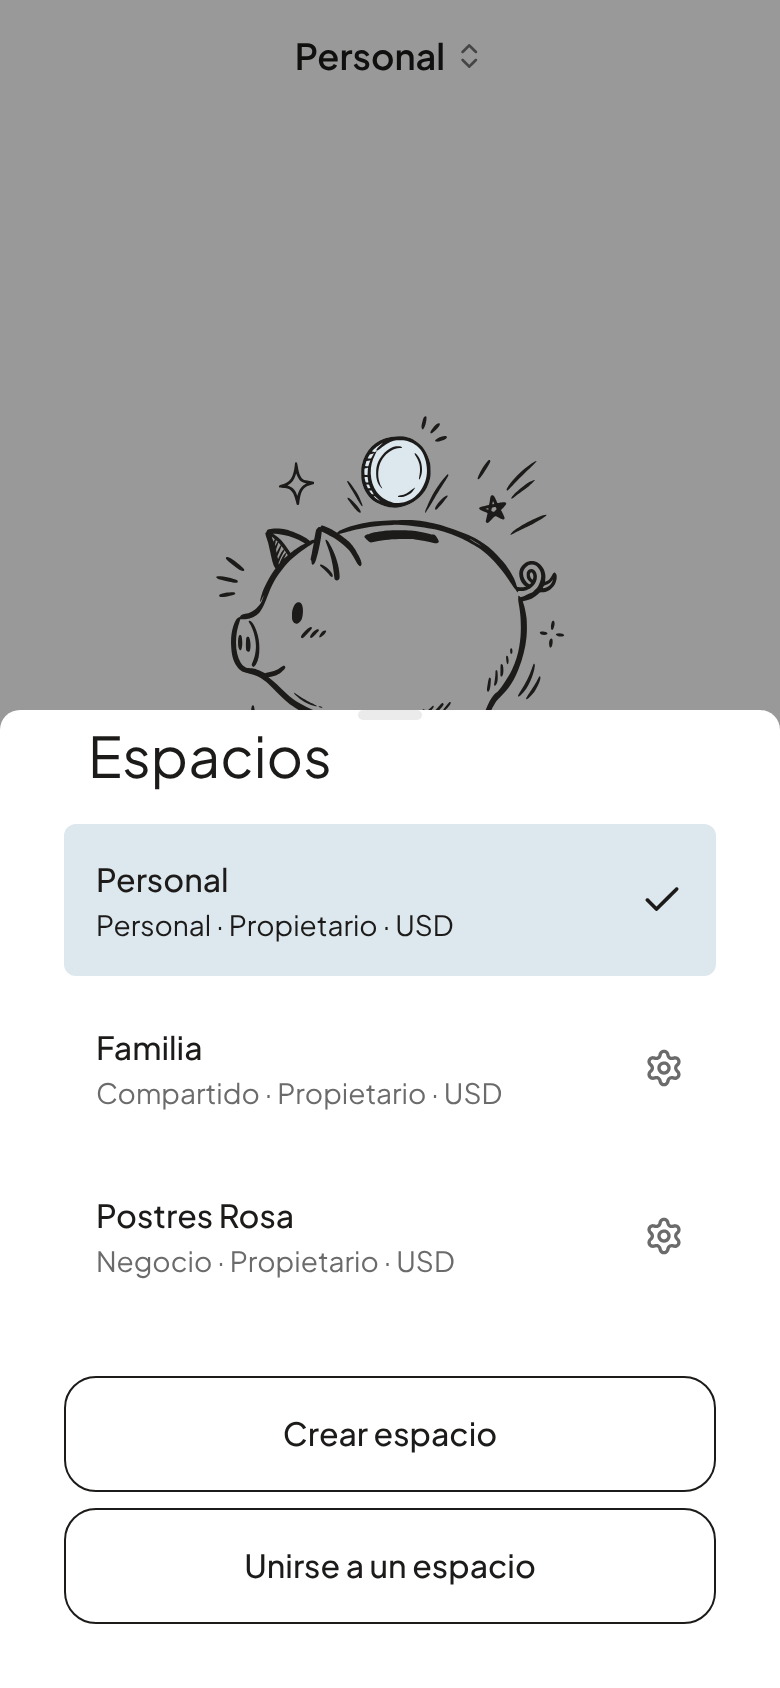 Personal
Espacios
Personal
Personal · Propietario · USD
Familia
Compartido · Propietario · USD
Postres Rosa
Negocio · Propietario · USD
Crear espacio
Unirse a un espacio